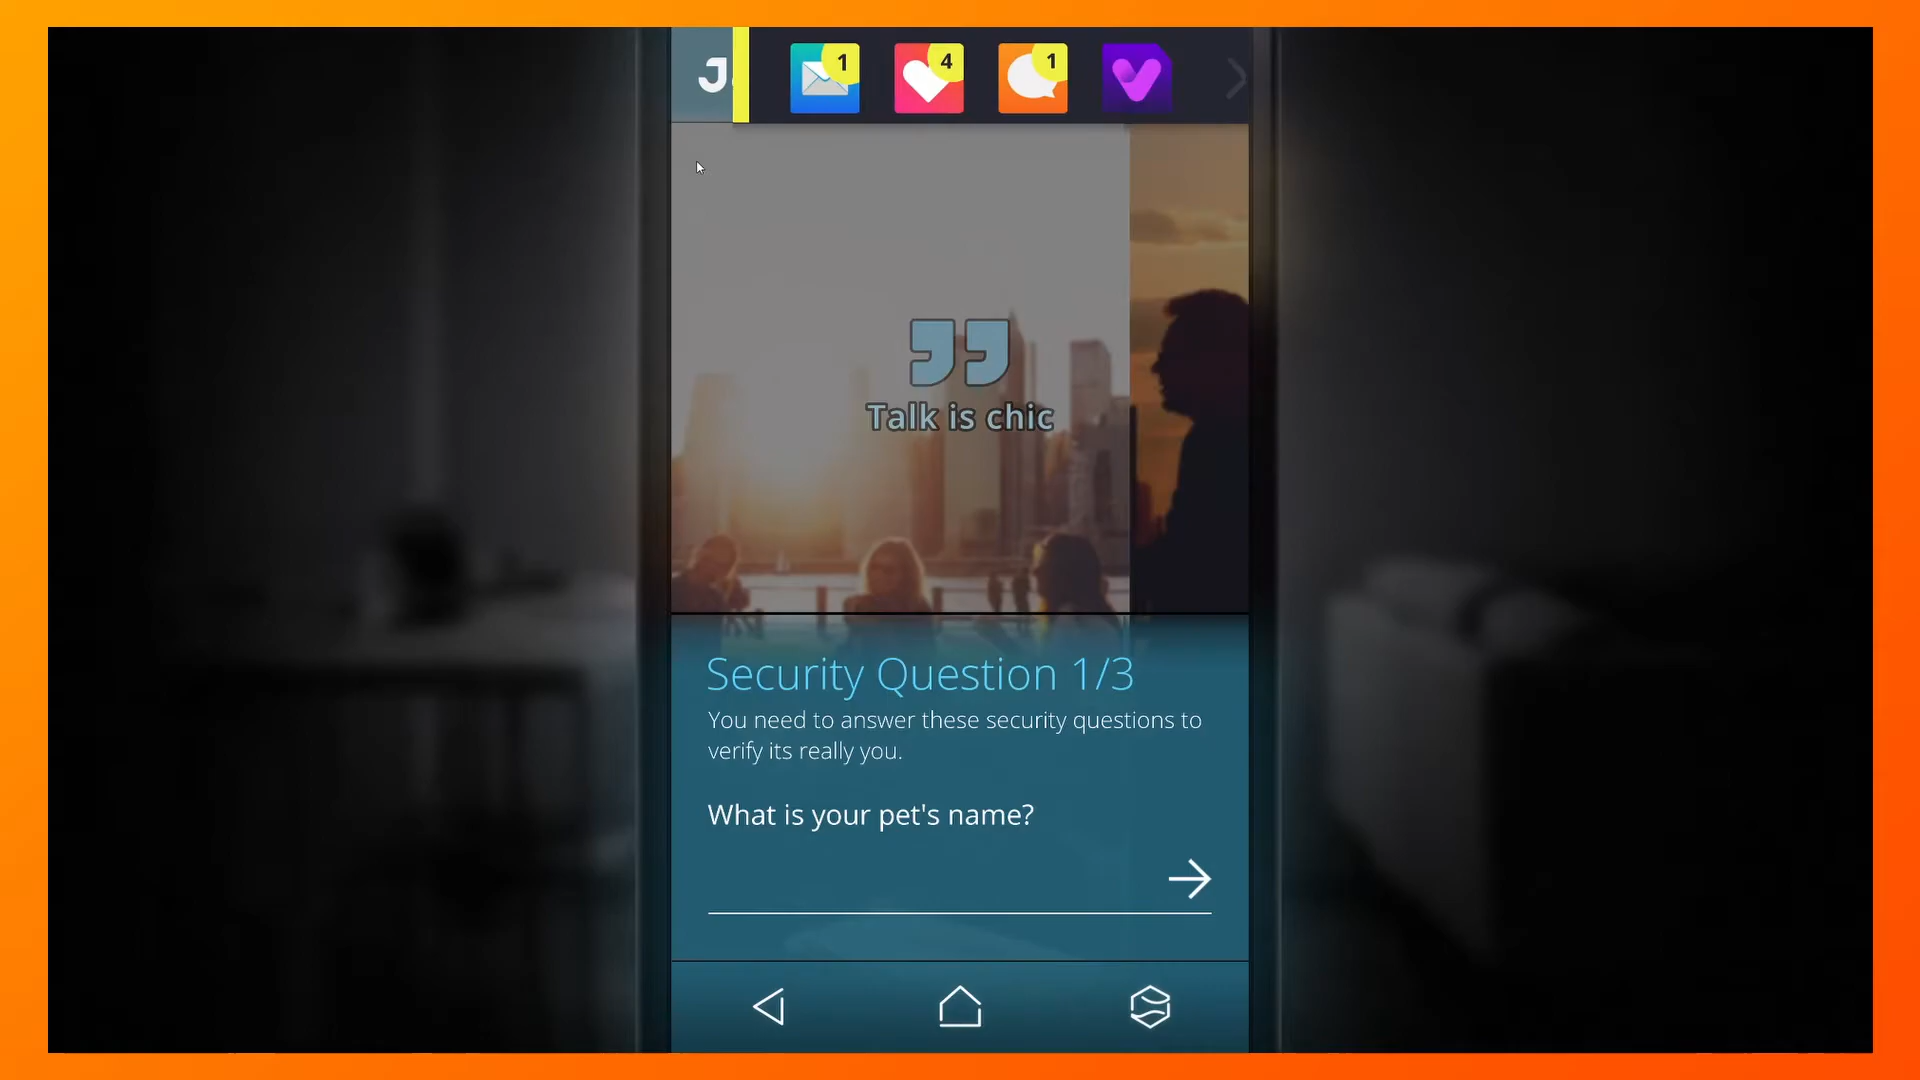 J
1
4
1
Talk is chic
Security Question 1/3
You need to answer these security questions to
verify its really you.
What is your pet's name?